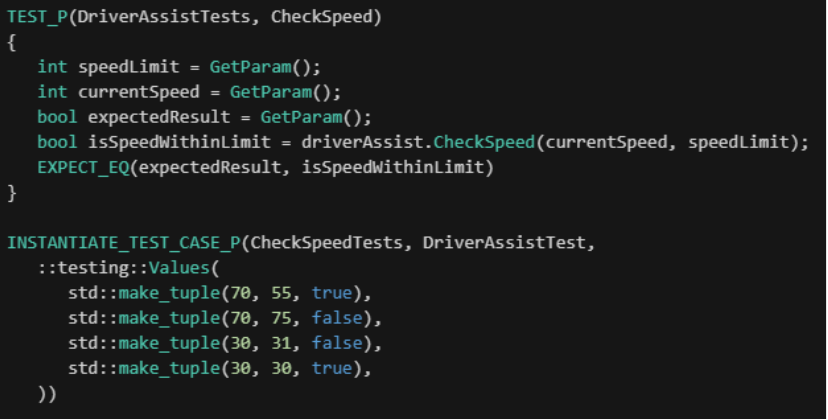 TEST_P(DriverAssistTests, CheckSpeed)
{
int speedLimit = GetParam();
int currentSpeed = GetParam();
bool expectedResult = GetParam();
bool isSpeedWithinLimit = driverAssist.CheckSpeed(currentSpeed, speedLimit);
EXPECT_EQ(expectedResult, isSpeedWithinLimit)
}
INSTANTIATE_TEST_CASE_P(CheckSpeedTests, DriverAssistTest,
::testing::Values(
std::make_tuple(70, 55, true),
std::make_tuple(70, 75, false),
std::make_tuple(30, 31, false),
std::make_tuple(30, 30, true),
))